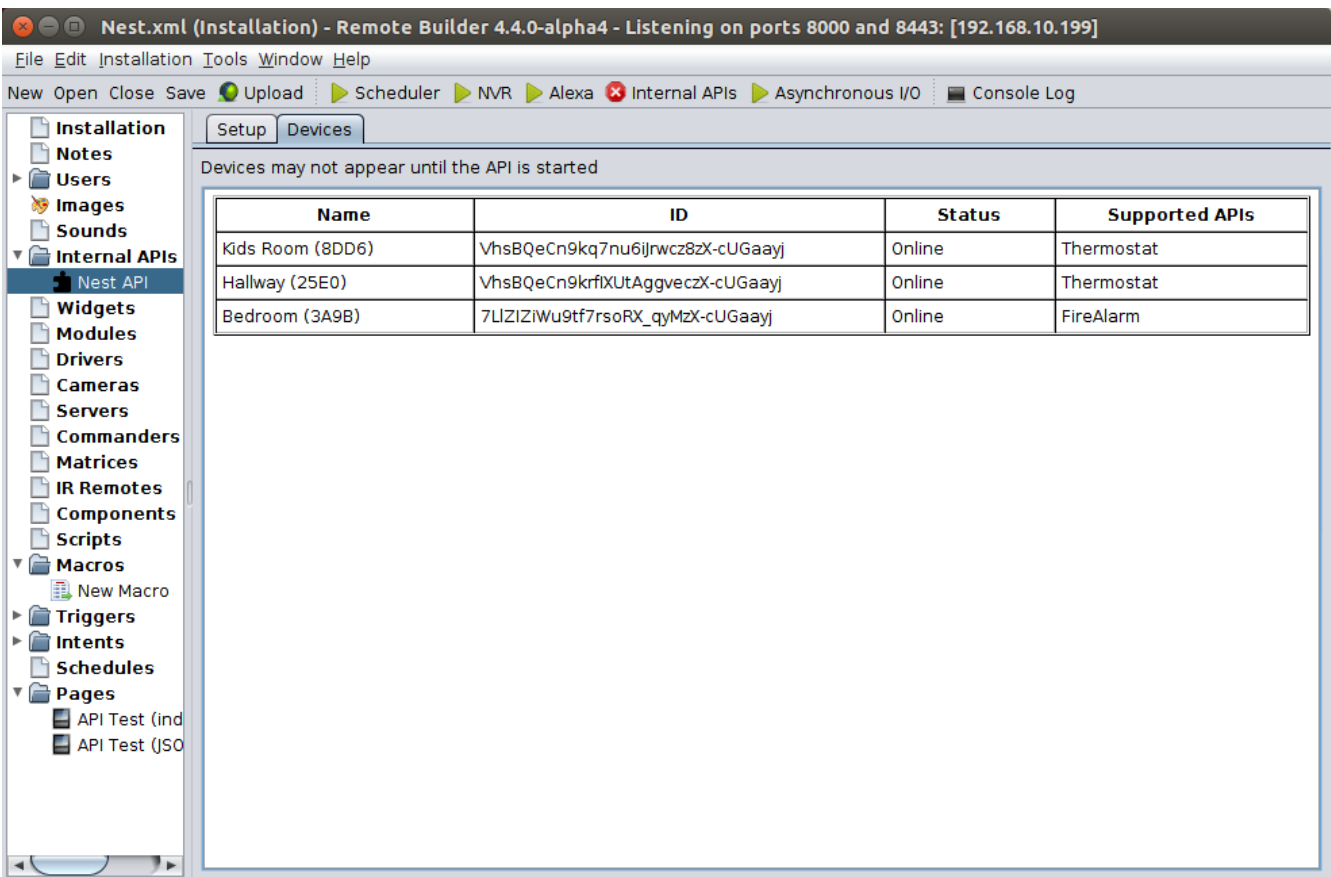 Nest.xml (Installation) - Remote Builder 4.4.0-alpha4 - Listening on ports 8000 and 8443: [192.168.10.199]
File Edit Installation Tools Window Help
New Open Close Save Upload Scheduler NVR Alexa Internal APIs Asynchronous I/O Console Log
Installation
Notes
Users
Images
Sounds
Internal APIs
Nest API
Widgets
Modules
Drivers
Cameras
Servers
Commanders
Matrices
IR Remotes
Components
Scripts
Macros
New Macro
Triggers
Intents
Schedules
Pages
API Test (ind
API Test (JSO
Setup Devices
Devices may not appear until the API is started
Name ID Status Supported APIs
Kids Room (8DD6) VhsBQeCn9kq7nu6iJrwcz8zX-cUGaayj Online Thermostat
Hallway (25E0) VhsBQeCn9krflXUtAggveczX-cUGaayj Online Thermostat
Bedroom (3A9B) 7LlZIZiWu9tf7rsoRX_qyMzX-cUGaayj Online FireAlarm